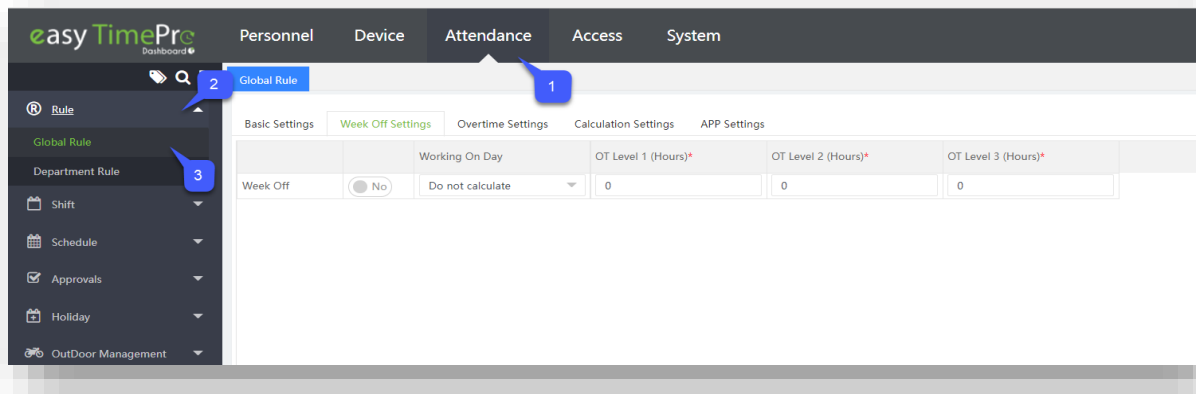 easy TimePro Personnel Device Attendance Access System
Dashboard
2 Global Rule 1
Rule
Basic Settings Week Off Settings Overtime Settings Calculation Settings APP Settings
Global Rule
Working On Day OT Level 1 (Hours)* OT Level 2 (Hours)* OT Level 3 (Hours)*
Department Rule 3
Week Off No Do not calculate 0 0 0
Shift
Schedule
Approvals
Holiday
OutDoor Management